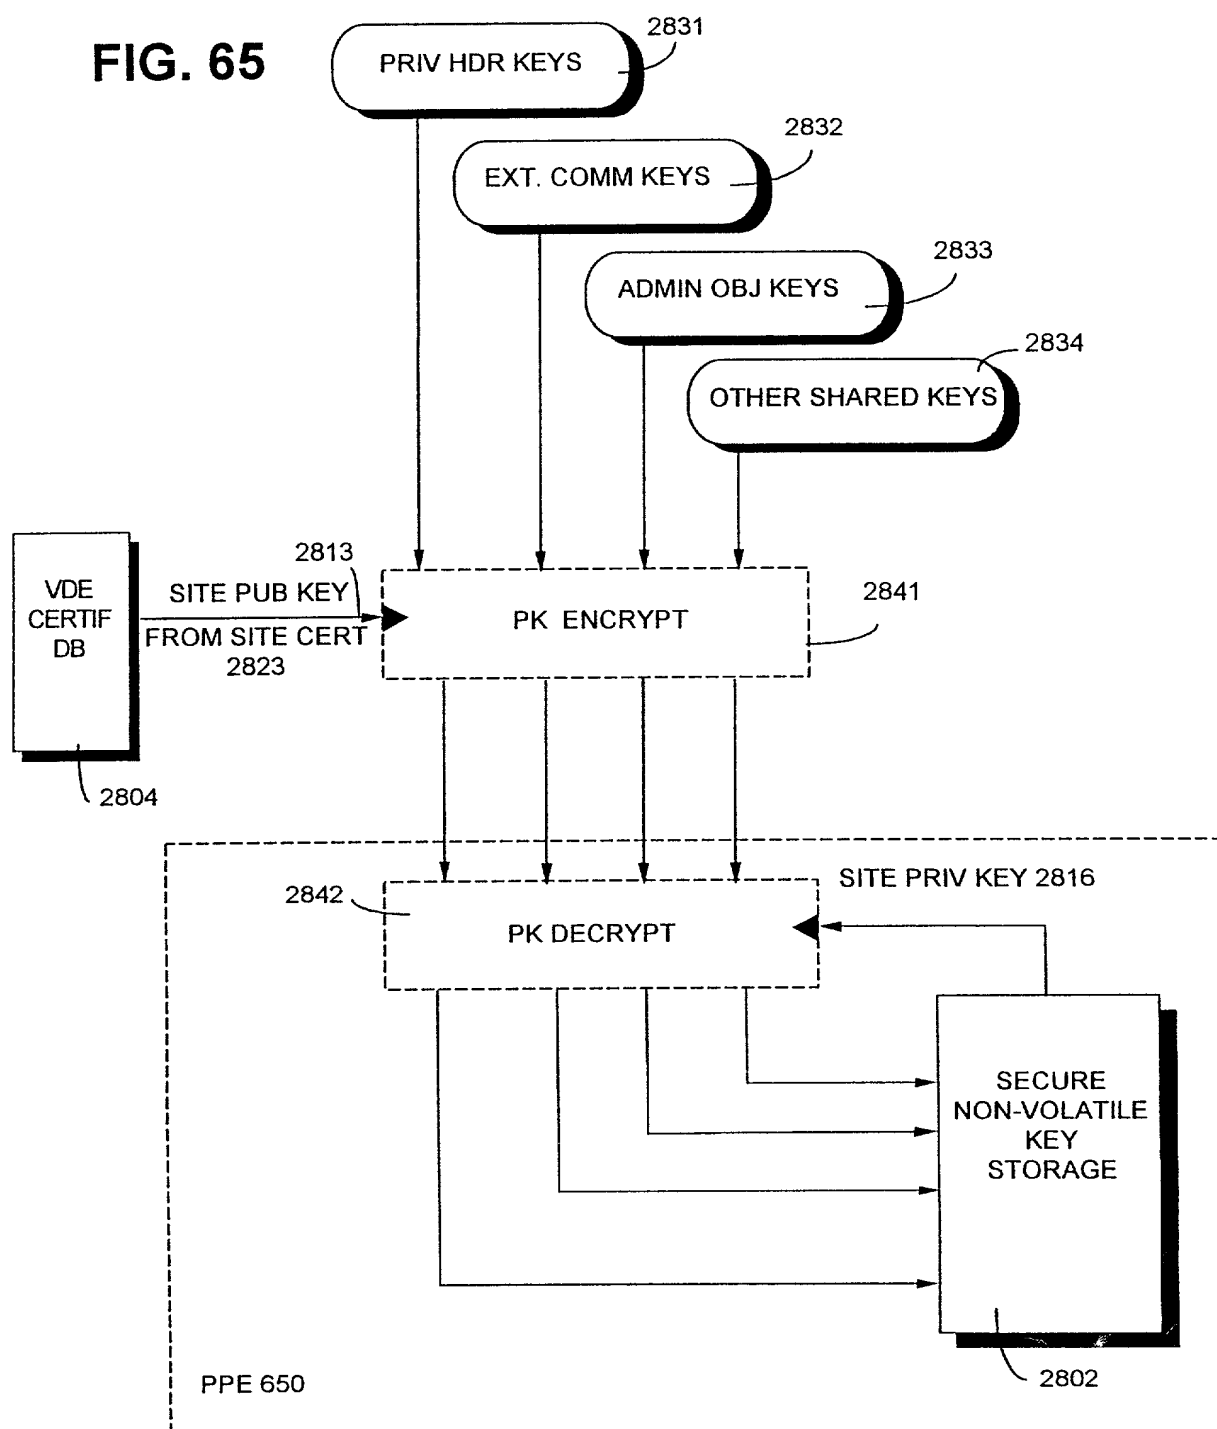 FIG. 65
PRIV HDR KEYS
2831
EXT. COMM KEYS
2832
ADMIN OBJ KEYS
2833
OTHER SHARED KEYS
2834
VDE
CERTIF
DB
2804
2813
SITE PUB KEY
FROM SITE CERT
2823
PK ENCRYPT
2841
2842
PK DECRYPT
SITE PRIV KEY 2816
SECURE
NON-VOLATILE
KEY
STORAGE
2802
PPE 650